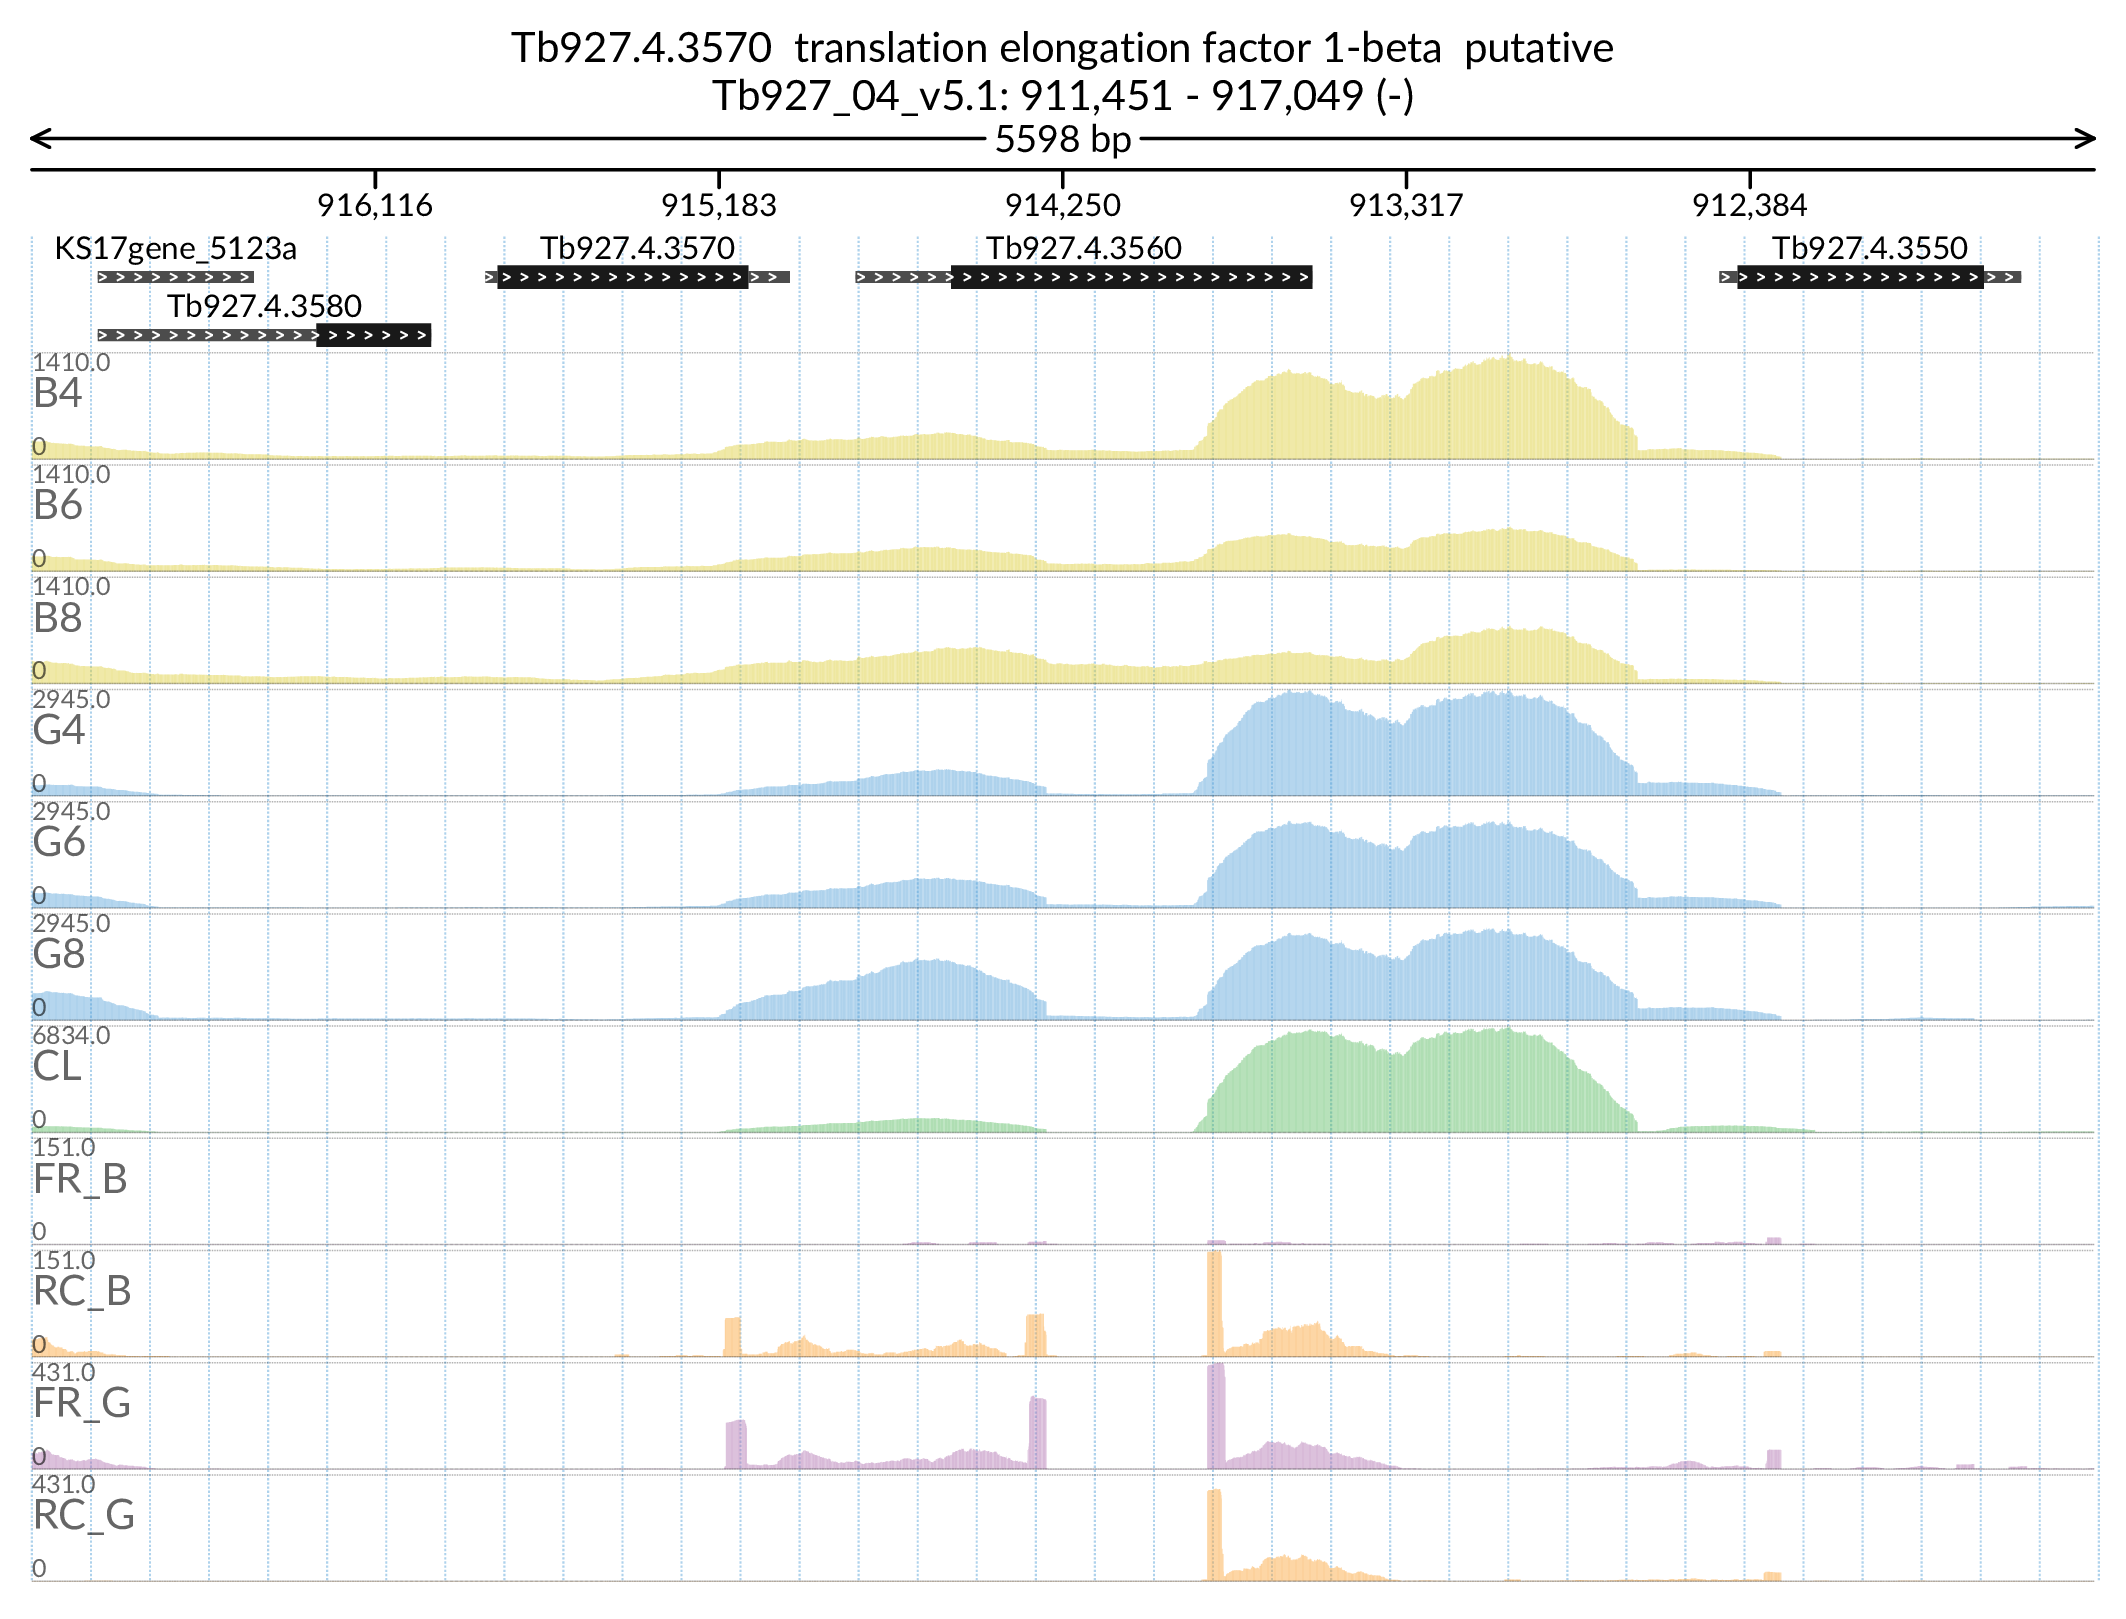 Tb927.4.3570  translation elongation factor 1-beta  putative
Tb927_04_v5.1: 911,451 - 917,049 (-)
5598 bp
916,116 915,183 914,250 913,317 912,384
KS17gene_5123a Tb927.4.3570 Tb927.4.3560 Tb927.4.3550
Tb927.4.3580
1410.0
B4
0
1410.0
B6
0
1410.0
B8
0
2945.0
G4
0
2945.0
G6
0
2945.0
G8
0
6834.0
CL
0
151.0
FR_B
0
151.0
RC_B
0
431.0
FR_G
0
431.0
RC_G
0